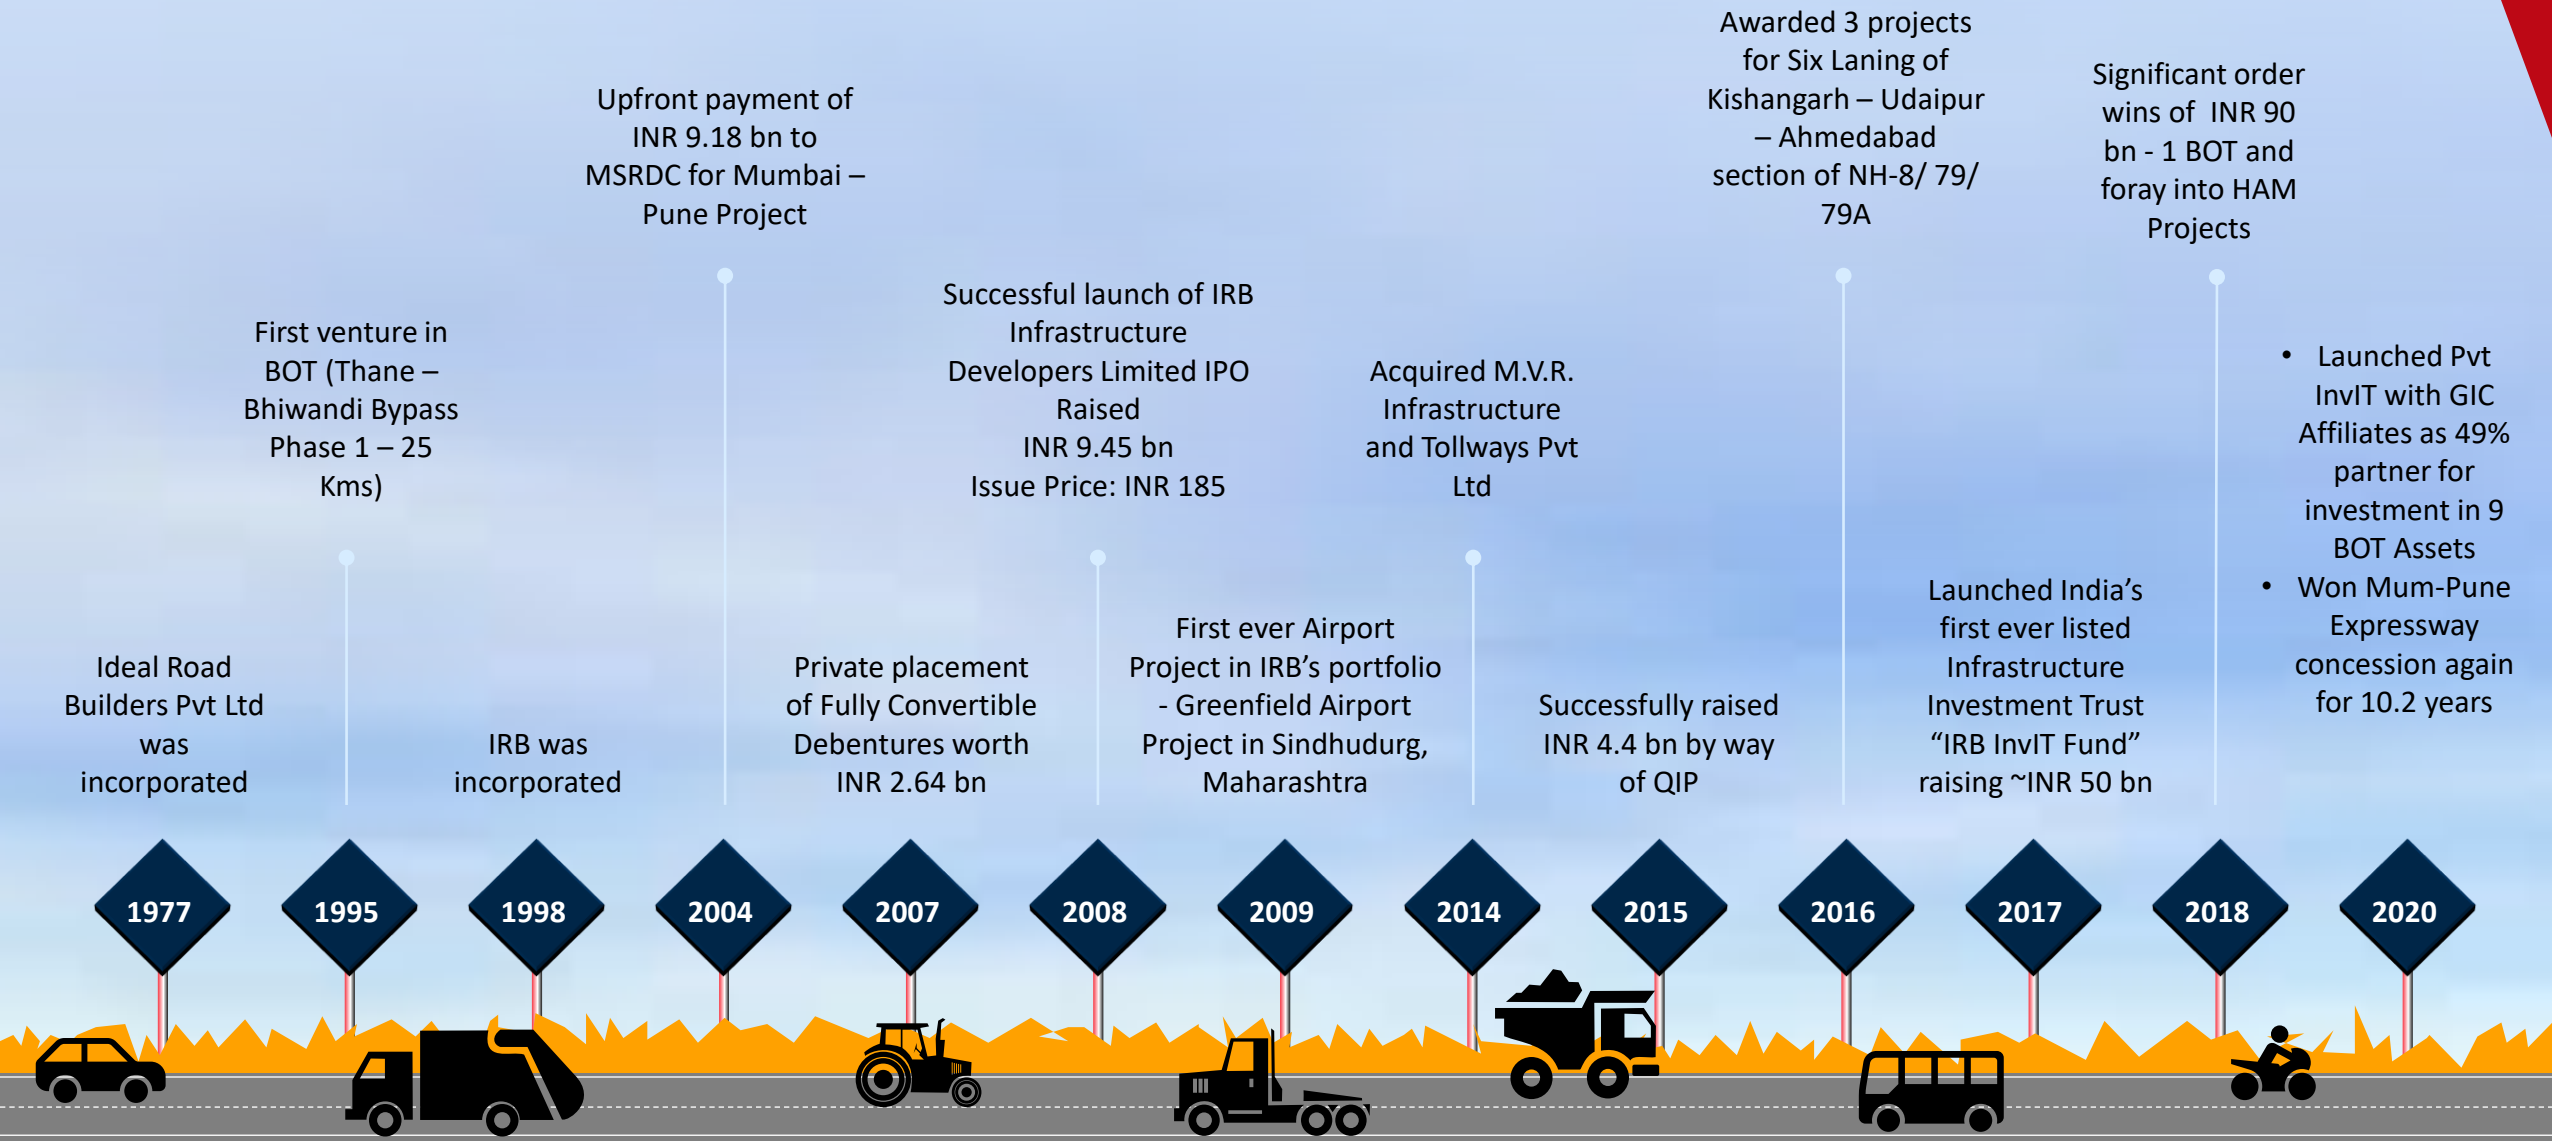 Ideal Road
Builders Pvt Ltd
was
incorporated
First venture in
BOT (Thane –
Bhiwandi Bypass
Phase 1 – 25
Kms)
IRB was
incorporated
Upfront payment of
INR 9.18 bn to
MSRDC for Mumbai –
Pune Project
Private placement
of Fully Convertible
Debentures worth
INR 2.64 bn
Successful launch of IRB
Infrastructure
Developers Limited IPO
Raised
INR 9.45 bn
Issue Price: INR 185
First ever Airport
Project in IRB’s portfolio
- Greenfield Airport
Project in Sindhudurg,
Maharashtra
Acquired M.V.R.
Infrastructure
and Tollways Pvt
Ltd
Successfully raised
INR 4.4 bn by way
of QIP
Awarded 3 projects
for Six Laning of
Kishangarh – Udaipur
– Ahmedabad
section of NH-8/ 79/
79A
Launched India’s
first ever listed
Infrastructure
Investment Trust
“IRB InvIT Fund”
raising ~INR 50 bn
Significant order
wins of INR 90
bn - 1 BOT and
foray into HAM
Projects
• Launched Pvt
InvIT with GIC
Affiliates as 49%
partner for
investment in 9
BOT Assets
• Won Mum-Pune
Expressway
concession again
for 10.2 years
1977
1995
1998
2004
2007
2008
2009
2014
2015
2016
2017
2018
2020